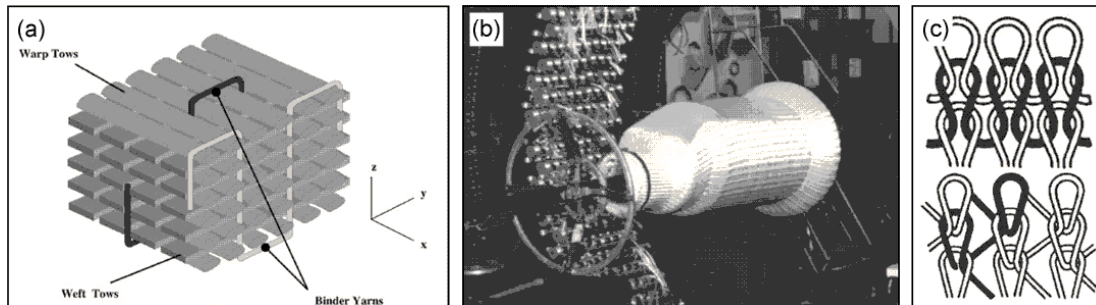 (a)
Warp Tows
z
y
x
Weft Tows
Binder Yarns
(b)
(c)